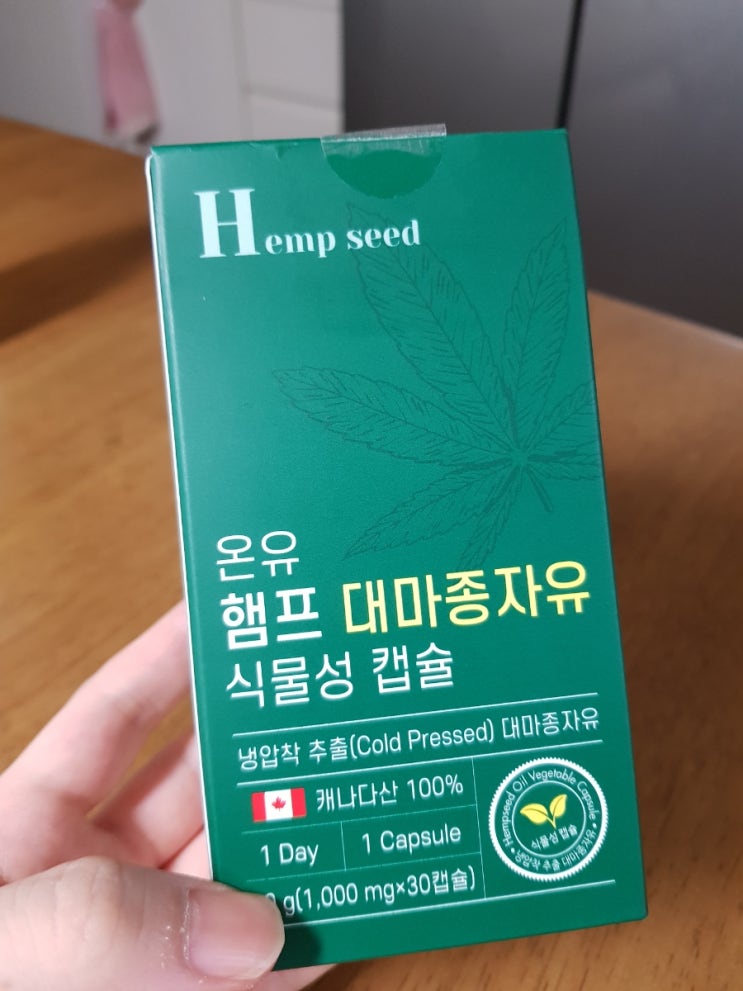 Hemp seed
온유
햄프 대마종자유
식물성 캡슐
냉압착 추출(Cold Pressed) 대마종자유
캐나다산 100%
1 Day
1 Capsule
g(1,000 mg×30캡슐)
Hempseed Oil Vegetable Capsule
식물성 캡슐
냉압착 추출 대마종자유